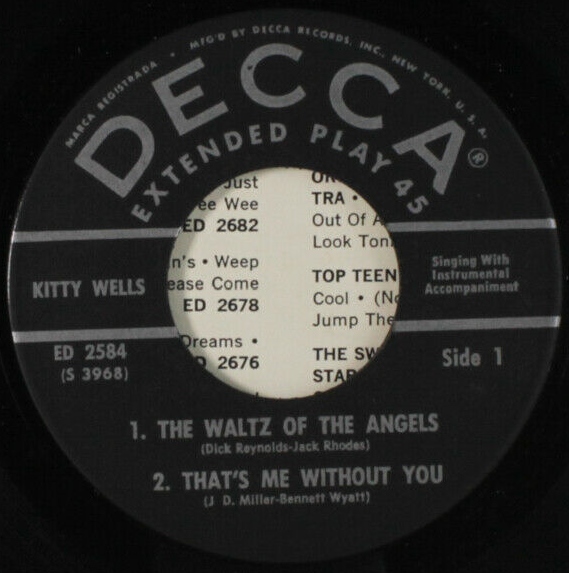 MARCA REGISTRADA • MFG'D BY DECCA RECORDS, INC., NEW YORK, U. S. A.
DECCA®
EXTENDED PLAY 45
Just
ee Wee
ED 2682
n's • Weep
ease Come
ED 2678
Dreams •
2676
TRA •
Out Of A
Look Toni
TOP TEEN
Cool • (No
Jump The
THE SW
STAR
KITTY WELLS
Singing With
Instrumental
Accompaniment
ED 2584
(S 3968)
Side 1
1. THE WALTZ OF THE ANGELS
(Dick Reynolds-Jack Rhodes)
2. THAT'S ME WITHOUT YOU
(J D. Miller-Bennett Wyatt)